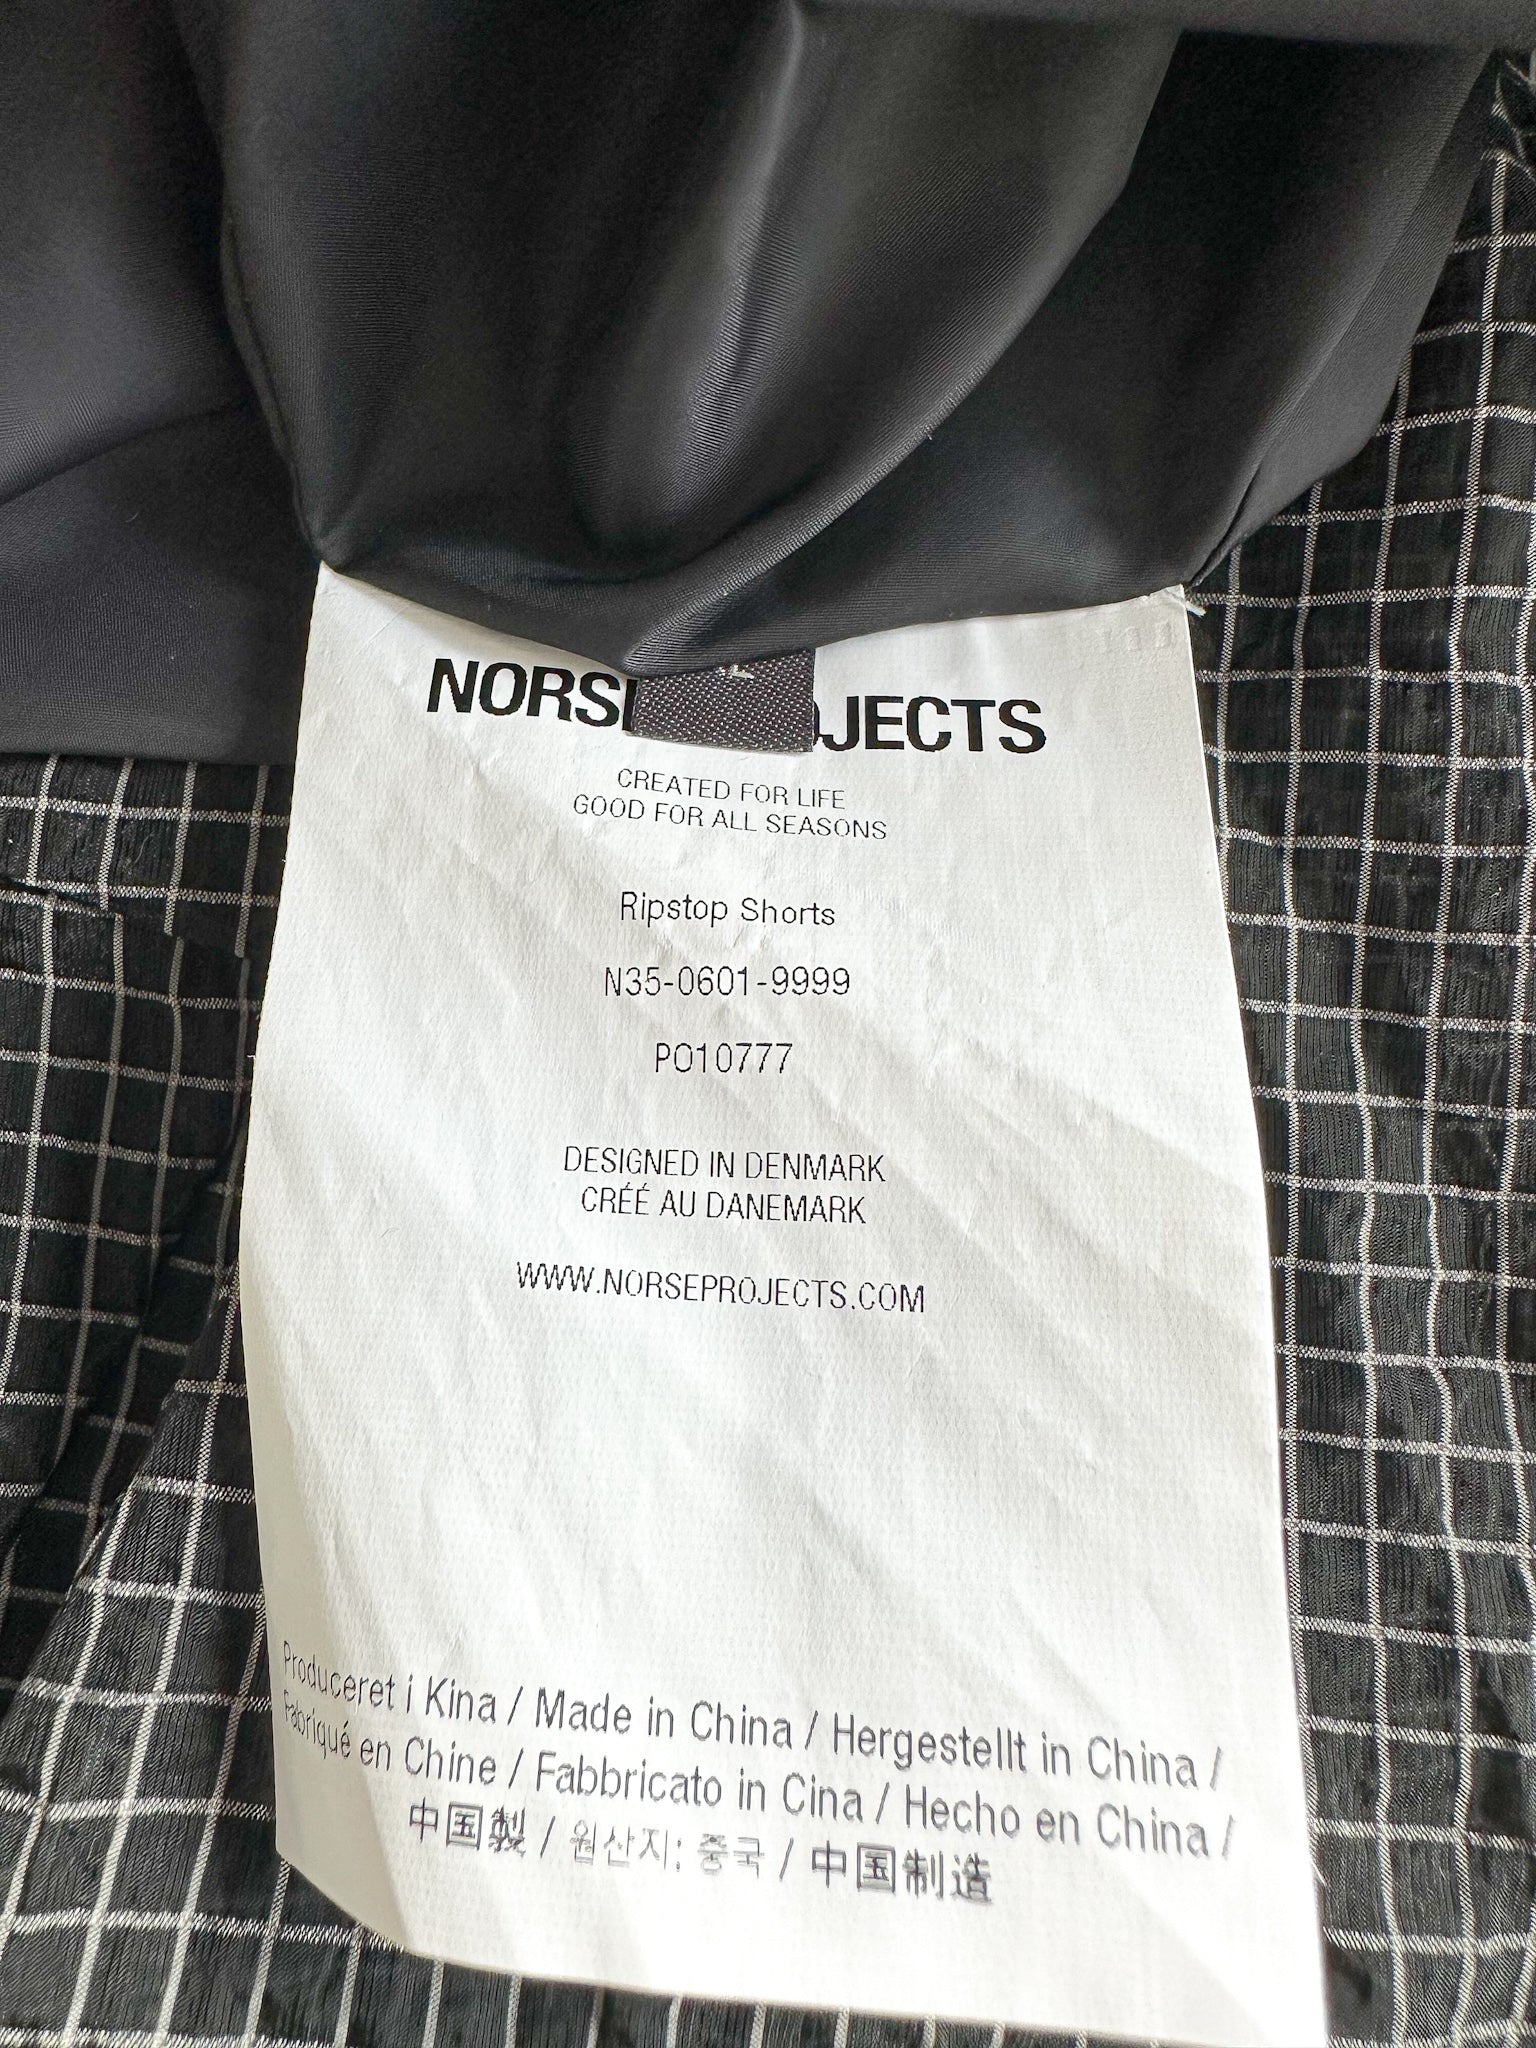 NORSE PROJECTS
CREATED FOR LIFE
GOOD FOR ALL SEASONS
Ripstop Shorts
N35-0601-9999
PO10777
DESIGNED IN DENMARK
CRÉÉ AU DANEMARK
WWW.NORSEPROJECTS.COM
Produceret i Kina / Made in China / Hergestellt in China /
Fabriqué en Chine / Fabbricato in Cina / Hecho en China /
中国製 / 원산지: 중국 / 中国制造